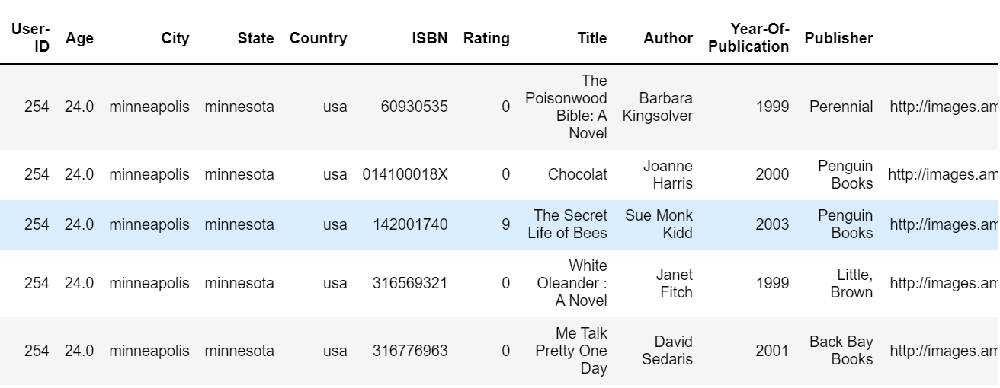 User-ID Age City State Country ISBN Rating Title Author Year-Of-Publication Publisher
254 24.0 minneapolis minnesota usa 60930535 0 The Poisonwood Bible: A Novel Barbara Kingsolver 1999 Perennial http://images.am
254 24.0 minneapolis minnesota usa 014100018X 0 Chocolat Joanne Harris 2000 Penguin Books http://images.am
254 24.0 minneapolis minnesota usa 142001740 9 The Secret Life of Bees Sue Monk Kidd 2003 Penguin Books http://images.am
254 24.0 minneapolis minnesota usa 316569321 0 White Oleander : A Novel Janet Fitch 1999 Little, Brown http://images.am
254 24.0 minneapolis minnesota usa 316776963 0 Me Talk Pretty One Day David Sedaris 2001 Back Bay Books http://images.am